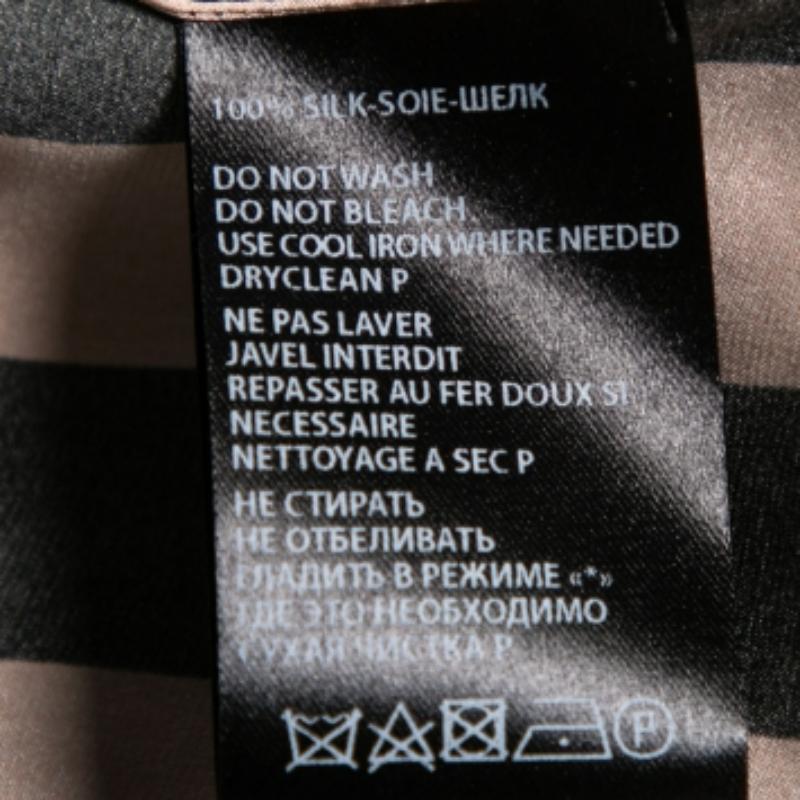 100% SILK-SOIE-ШЕЛК
DO NOT WASH
DO NOT BLEACH
USE COOL IRON WHERE NEEDED
DRYCLEAN P
NE PAS LAVER
JAVEL INTERDIT
REPASSER AU FER DOUX SI
NECESSAIRE
NETTOYAGE A SEC P
НЕ СТИРАТЬ
НЕ ОТБЕЛИВАТЬ
ГЛАДИТЬ В РЕЖИМЕ «*»
ГДЕ ЭТО НЕОБХОДИМО
СУХАЯ ЧИСТКА P
P